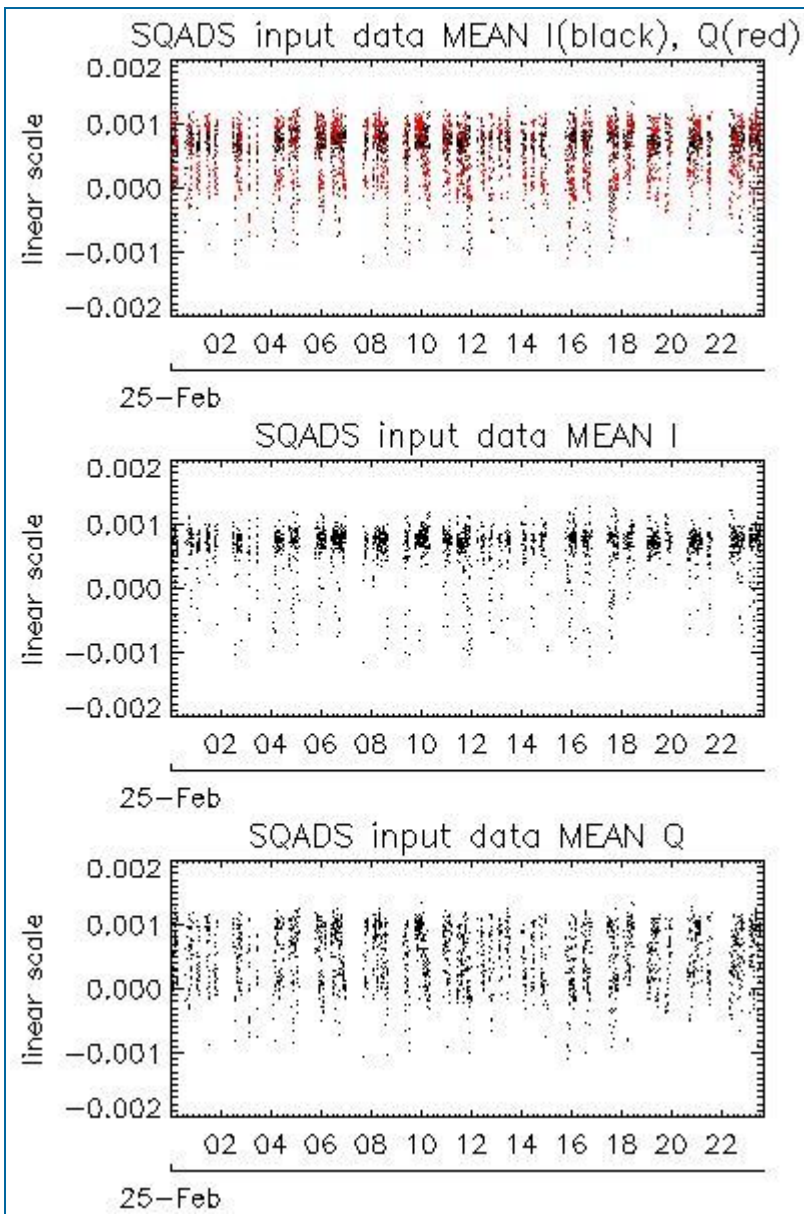 SQADS input data MEAN I(black), Q(red)
0.002
0.001
0.000
-0.001
-0.002
linear scale
02 04 06 08 10 12 14 16 18 20 22
25-Feb
SQADS input data MEAN I
0.002
0.001
0.000
-0.001
-0.002
linear scale
02 04 06 08 10 12 14 16 18 20 22
25-Feb
SQADS input data MEAN Q
0.002
0.001
0.000
-0.001
-0.002
linear scale
02 04 06 08 10 12 14 16 18 20 22
25-Feb